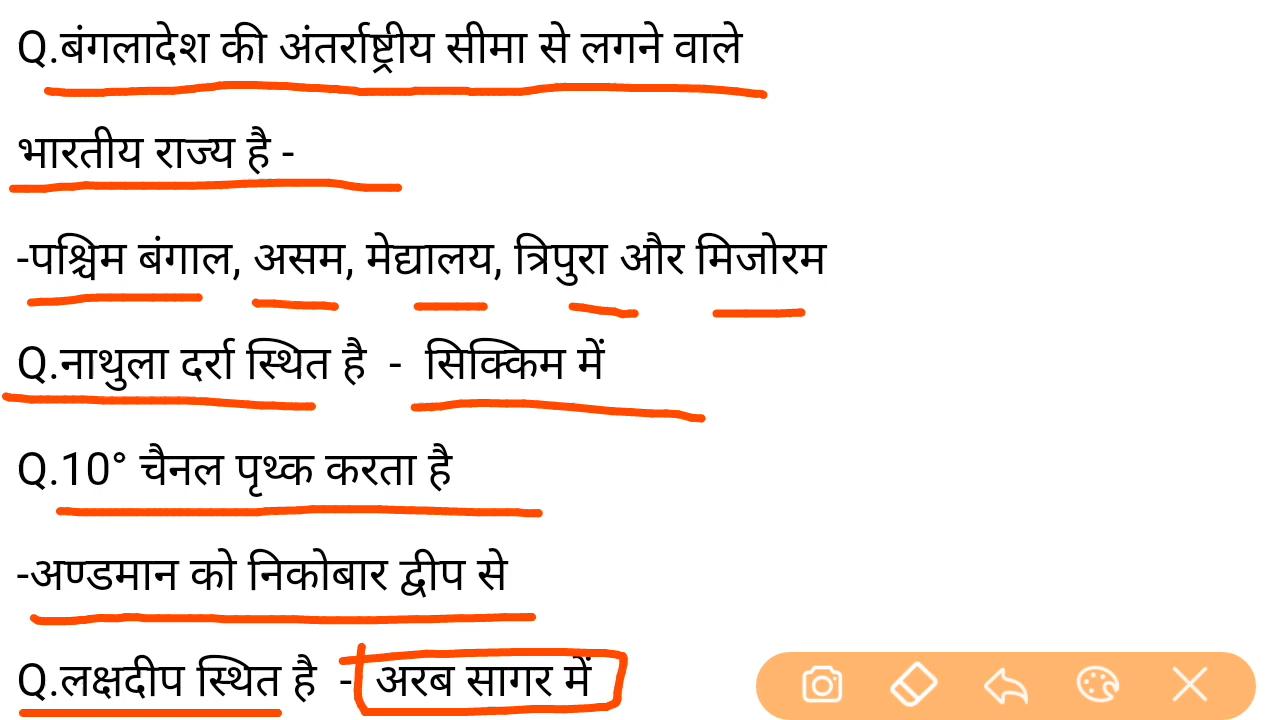 Q.बंगलादेश की अंतर्राष्ट्रीय सीमा से लगने वाले
भारतीय राज्य है -
-पश्चिम बंगाल, असम, मेद्यालय, त्रिपुरा और मिजोरम
Q.नाथुला दर्रा स्थित है - सिक्किम में
Q.10° चैनल पृथ्क करता है
-अण्डमान को निकोबार द्वीप से
Q.लक्षदीप स्थित है - अरब सागर में